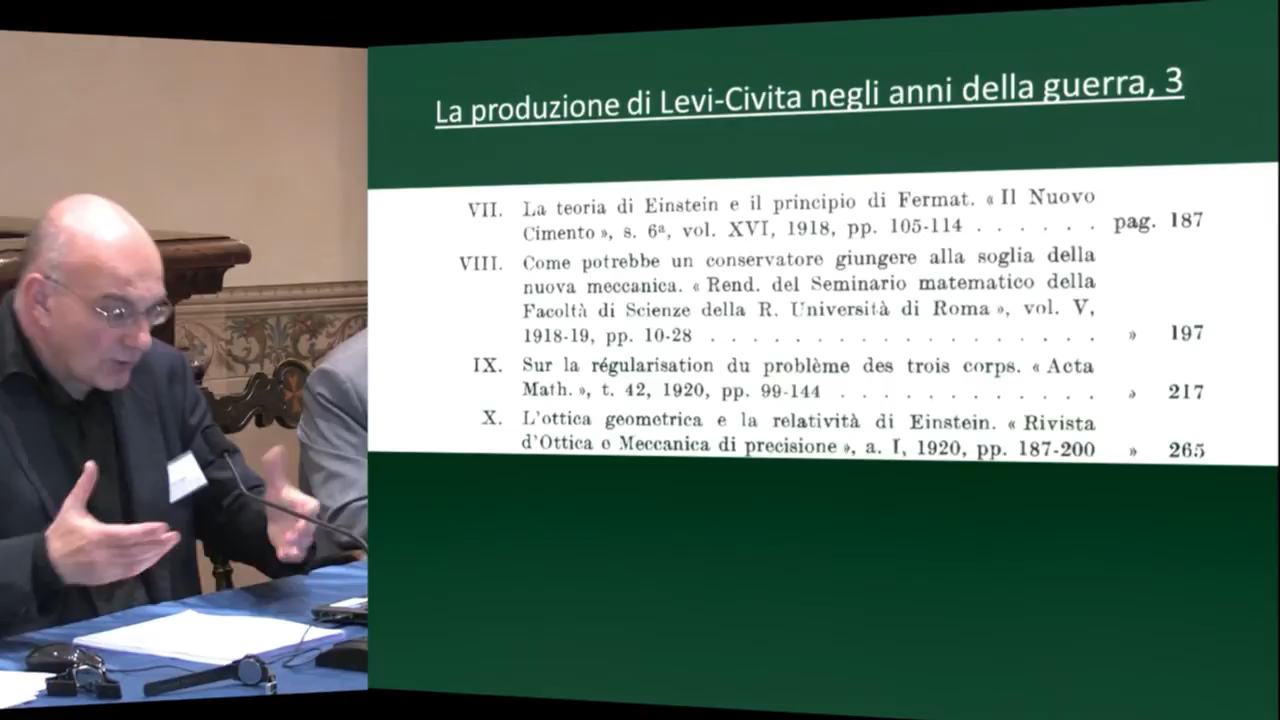 La produzione di Levi-Civita negli anni della guerra, 3
VII. La teoria di Einstein e il principio di Fermat. « Il Nuovo
Cimento », s. 6ª, vol. XVI, 1918, pp. 105-114 . . . . . . pag. 187
VIII. Come potrebbe un conservatore giungere alla soglia della
nuova meccanica. « Rend. del Seminario matematico della
Facoltà di Scienze della R. Università di Roma », vol. V,
1918-19, pp. 10-28 . . . . . . . . . . . . . . . . . » 197
IX. Sur la régularisation du problème des trois corps. « Acta
Math. », t. 42, 1920, pp. 99-144 . . . . . . . . . . . . » 217
X. L'ottica geometrica e la relatività di Einstein. « Rivista
d'Ottica o Meccanica di precisione », a. I, 1920, pp. 187-200 » 265